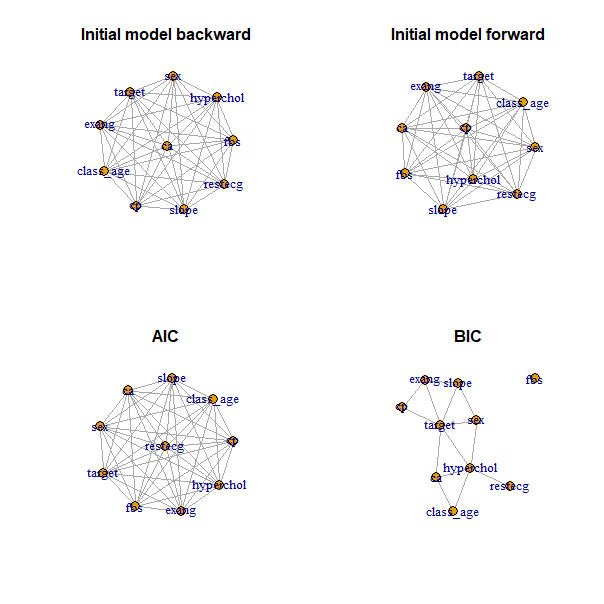 Initial model backward
sex
target
hyperchol
exang
fbs
ca
class_age
restecg
cp
slope
Initial model forward
target
exang
class_age
ca
cp
sex
fbs
hyperchol
restecg
slope
AIC
slope
ca
class_age
sex
cp
restecg
target
hyperchol
fbs
exang
BIC
exang
slope
fbs
cp
target
sex
hyperchol
ca
restecg
class_age